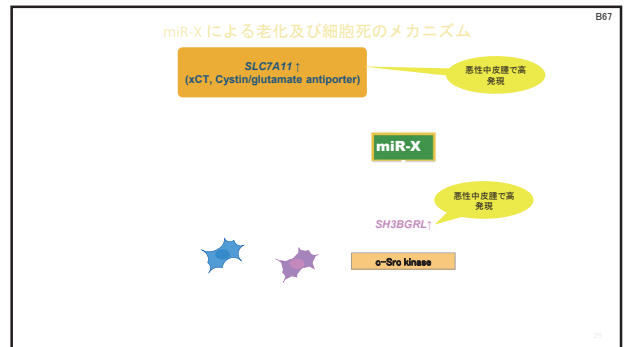 B67
miR-X による老化及び細胞死のメカニズム
SLC7A11↑
(xCT, Cystin/glutamate antiporter)
悪性中皮腫で高
発現
miR-X
悪性中皮腫で高
発現
SH3BGRL↑
c-Src kinase
29